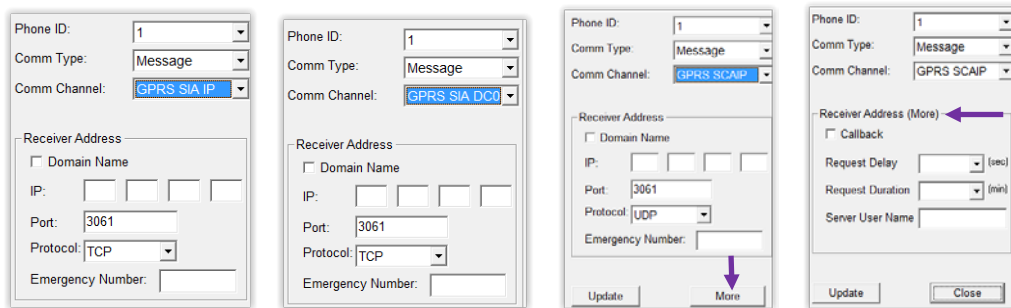 Phone ID: 1
Comm Type: Message
Comm Channel: GPRS SIA IP
Receiver Address
Domain Name
IP:
Port: 3061
Protocol: TCP
Emergency Number:
Phone ID: 1
Comm Type: Message
Comm Channel: GPRS SIA DC0
Receiver Address
Domain Name
IP:
Port: 3061
Protocol: TCP
Emergency Number:
Phone ID: 1
Comm Type: Message
Comm Channel: GPRS SCAIP
Receiver Address
Domain Name
IP:
Port: 3061
Protocol: UDP
Emergency Number:
Update More
Phone ID: 1
Comm Type: Message
Comm Channel: GPRS SCAIP
Receiver Address (More)
Callback
Request Delay (sec)
Request Duration (min)
Server User Name
Update Close